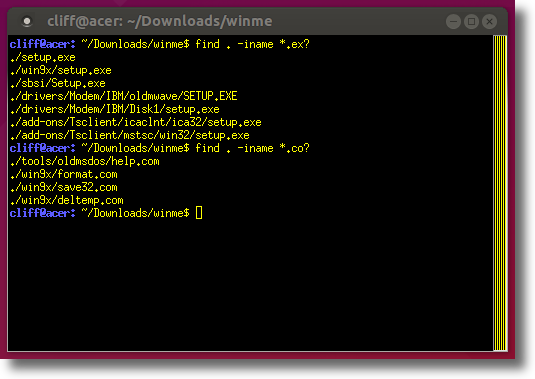 cliff@acer: ~/Downloads/winme
cliff@acer: ~/Downloads/winme$ find . -iname *.ex?
./setup.exe
./win9x/setup.exe
./sbsi/Setup.exe
./drivers/Modem/IBM/oldmwave/SETUP.EXE
./drivers/Modem/IBM/Disk1/setup.exe
./add-ons/Tsclient/icaclnt/ica32/setup.exe
./add-ons/Tsclient/mstsc/win32/setup.exe
cliff@acer: ~/Downloads/winme$ find . -iname *.co?
./tools/oldmsdos/help.com
./win9x/format.com
./win9x/save32.com
./win9x/deltemp.com
cliff@acer: ~/Downloads/winme$